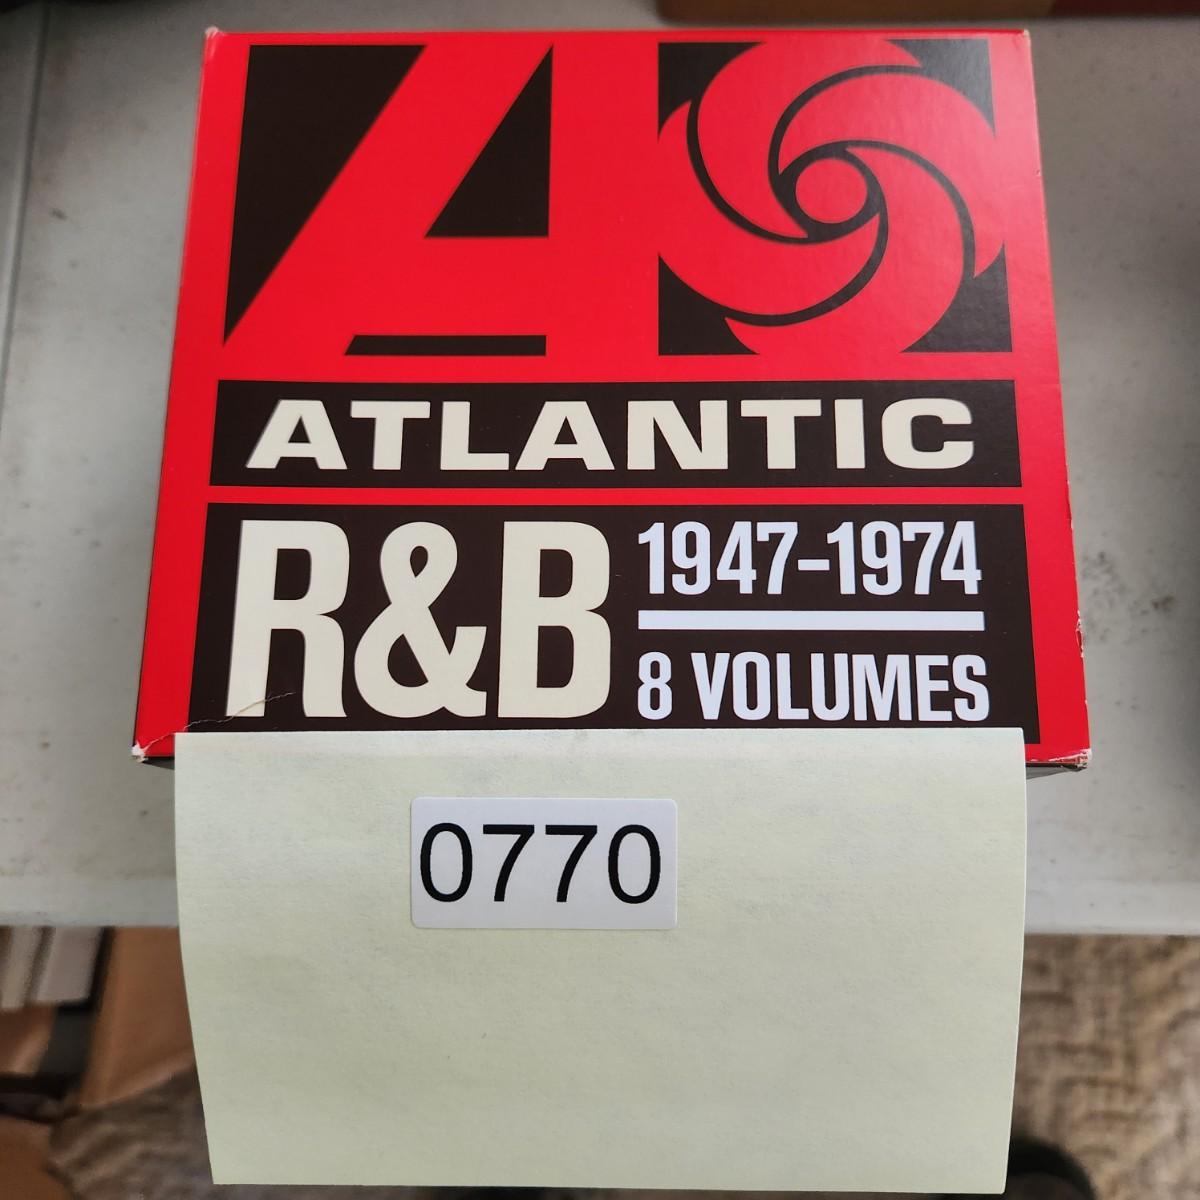 A
ATLANTIC
R&B
1947-1974
8 VOLUMES
0770